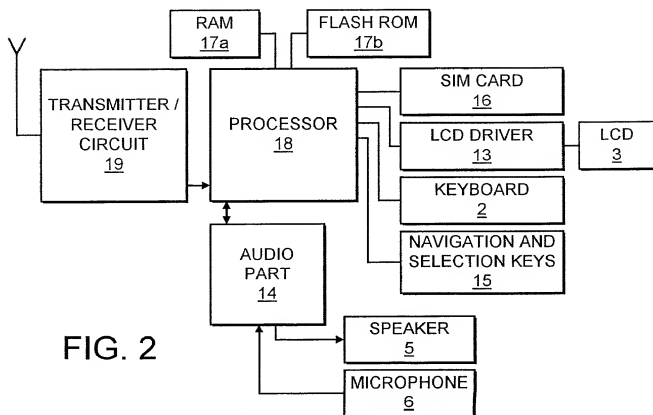 RAM
17a
FLASH ROM
17b
TRANSMITTER /
RECEIVER
CIRCUIT
19
PROCESSOR
18
SIM CARD
16
LCD DRIVER
13
LCD
3
KEYBOARD
2
NAVIGATION AND
SELECTION KEYS
15
AUDIO
PART
14
SPEAKER
5
MICROPHONE
6
FIG. 2